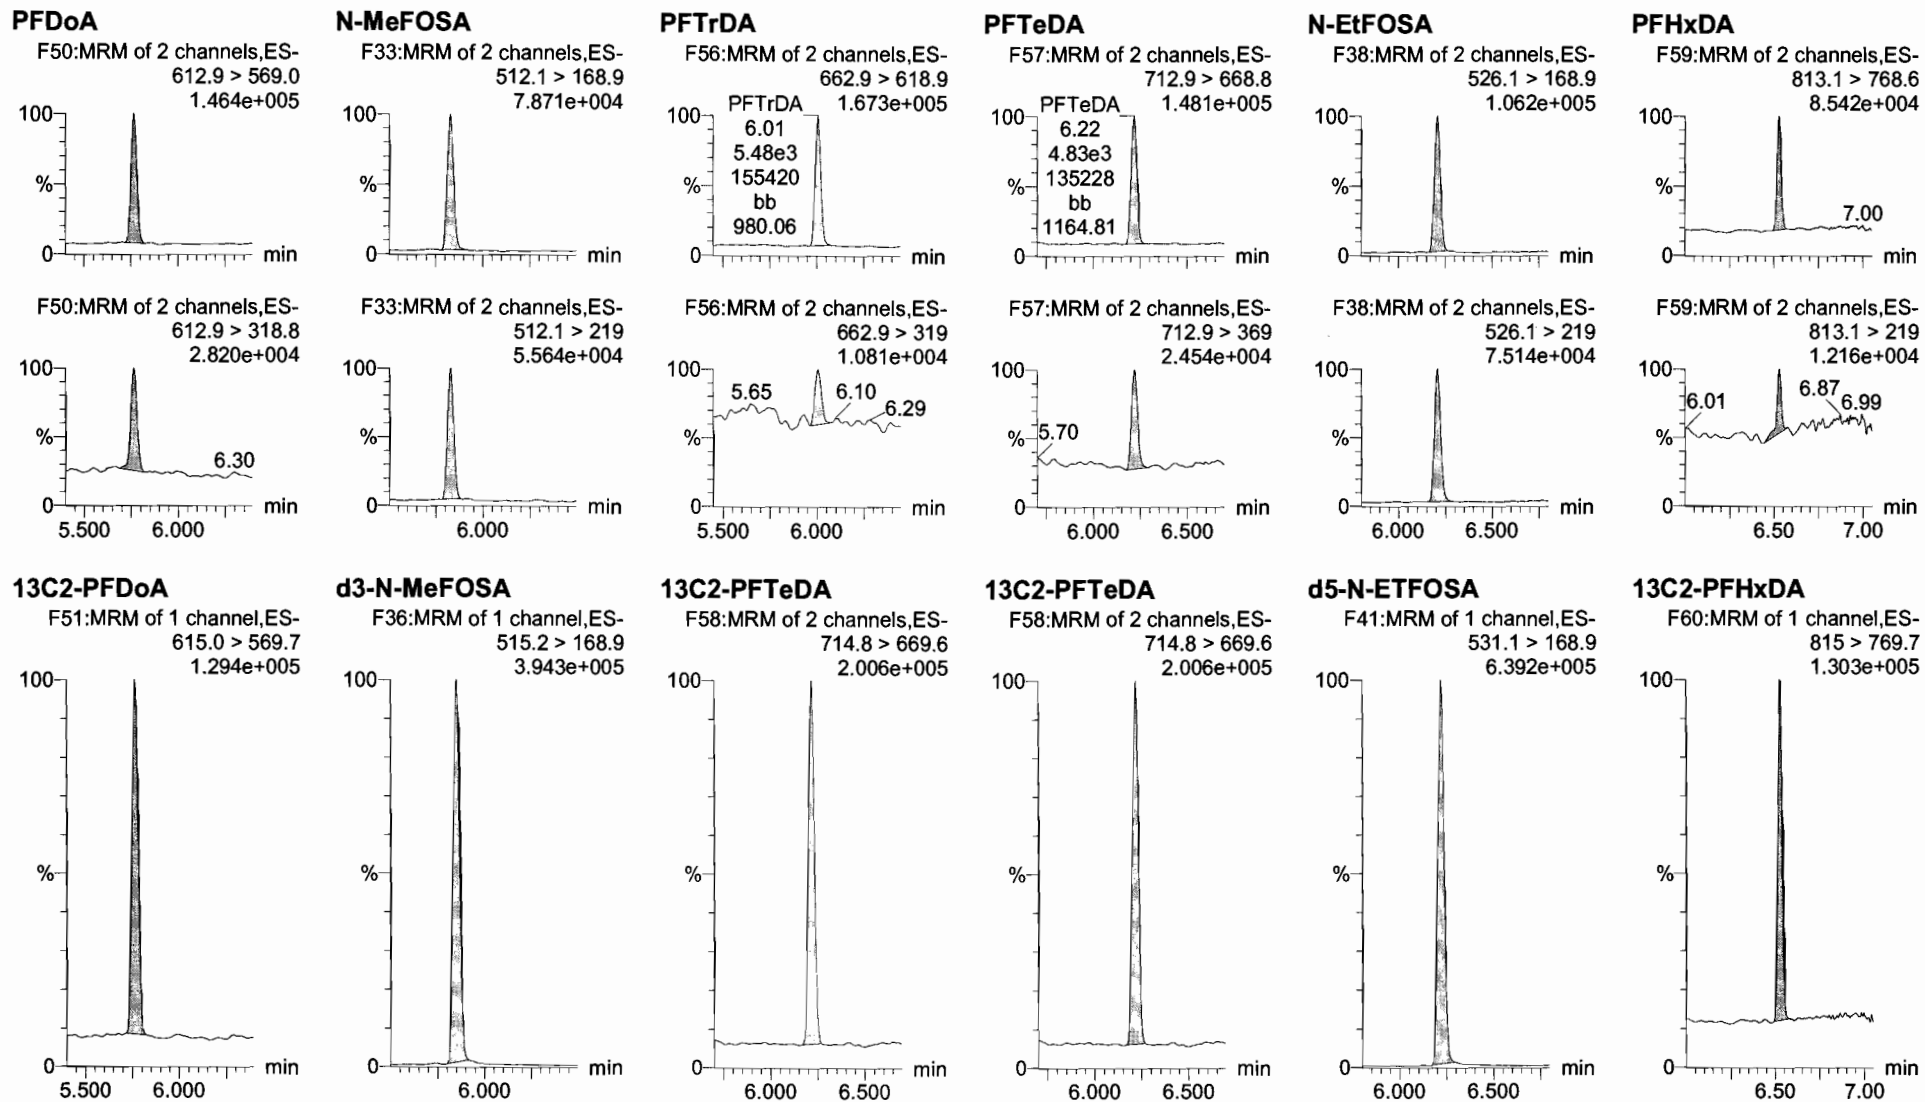 PFDoA
F50:MRM of 2 channels,ES-
612.9 > 569.0
1.464e+005
100
%
0
min
F50:MRM of 2 channels,ES-
612.9 > 318.8
2.820e+004
100
%
6.30
0
min
5.500 6.000
N-MeFOSA
F33:MRM of 2 channels,ES-
512.1 > 168.9
7.871e+004
100
%
0
min
F33:MRM of 2 channels,ES-
512.1 > 219
5.564e+004
100
%
0
min
6.000
PFTrDA
F56:MRM of 2 channels,ES-
662.9 > 618.9
1.673e+005
PFTrDA
100
6.01
5.48e3
155420
%
bb
980.06
0
min
F56:MRM of 2 channels,ES-
662.9 > 319
1.081e+004
100
5.65
6.10
6.29
%
0
min
5.500 6.000
PFTeDA
F57:MRM of 2 channels,ES-
712.9 > 668.8
1.481e+005
PFTeDA
100
6.22
4.83e3
135228
%
bb
1164.81
0
min
F57:MRM of 2 channels,ES-
712.9 > 369
2.454e+004
100
%
5.70
0
min
6.000 6.500
N-EtFOSA
F38:MRM of 2 channels,ES-
526.1 > 168.9
1.062e+005
100
%
0
min
F38:MRM of 2 channels,ES-
526.1 > 219
7.514e+004
100
%
0
min
6.000 6.500
PFHxDA
F59:MRM of 2 channels,ES-
813.1 > 768.6
8.542e+004
100
%
7.00
0
min
F59:MRM of 2 channels,ES-
813.1 > 219
1.216e+004
100
6.01
6.87
6.99
%
0
min
6.50 7.00
13C2-PFDoA
F51:MRM of 1 channel,ES-
615.0 > 569.7
1.294e+005
100
%
0
min
5.500 6.000
d3-N-MeFOSA
F36:MRM of 1 channel,ES-
515.2 > 168.9
3.943e+005
100
%
0
min
6.000
13C2-PFTeDA
F58:MRM of 2 channels,ES-
714.8 > 669.6
2.006e+005
100
%
0
min
6.000 6.500
13C2-PFTeDA
F58:MRM of 2 channels,ES-
714.8 > 669.6
2.006e+005
100
%
0
min
6.000 6.500
d5-N-ETFOSA
F41:MRM of 1 channel,ES-
531.1 > 168.9
6.392e+005
100
%
0
min
6.000 6.500
13C2-PFHxDA
F60:MRM of 1 channel,ES-
815 > 769.7
1.303e+005
100
%
0
min
6.50 7.00